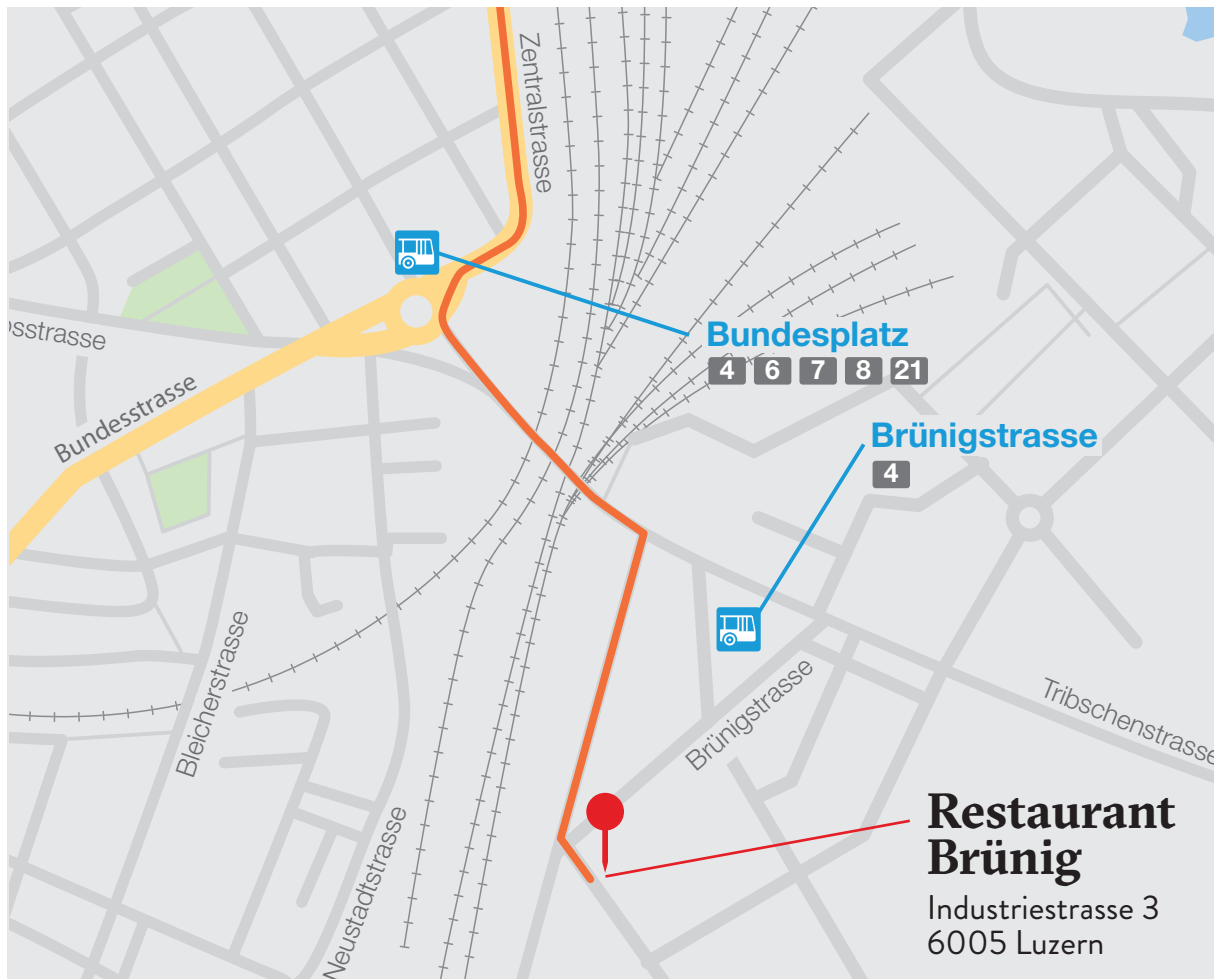 Zentralstrasse
Bundesplatz
4 6 7 8 21
osstrasse
Bundesstrasse
Brünigstrasse
4
Bleicherstrasse
Brünigstrasse
Tribschenstrasse
Neustadtstrasse
Restaurant
Brünig
Industriestrasse 3
6005 Luzern